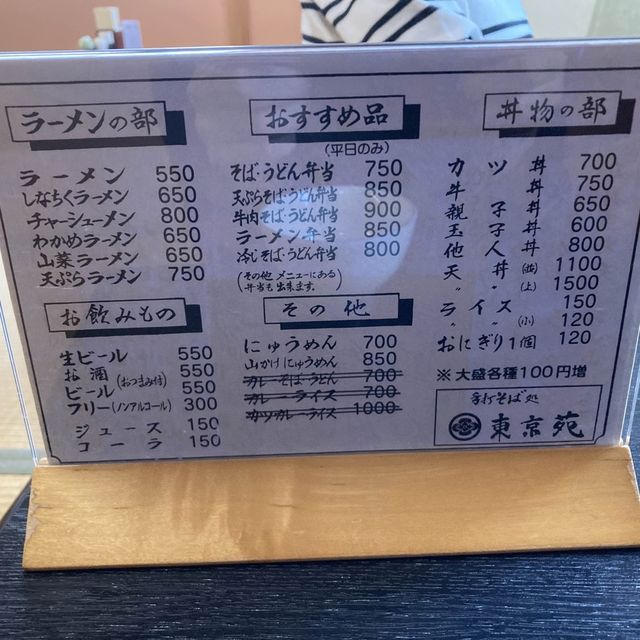 ラーメンの部
ラーメン 550
しなちくラーメン 650
チャーシューメン 800
わかめラーメン 650
山菜ラーメン 650
天ぷらラーメン 750
お飲みもの
生ビール 550
お酒(おつまみ付) 550
ビール 550
フリー(ノンアルコール) 300
ジュース 150
コーラ 150
おすすめ品
(平日のみ)
そば・うどん弁当 750
天ぷらそば・うどん弁当 850
牛肉そば・うどん弁当 900
ラーメン弁当 850
冷しそば・うどん弁当 800
(その他 メニューにある
弁当も出来ます。)
その他
にゅうめん 700
山かけにゅうめん 850
カレーそば・うどん 700
カレーライス 700
カツカレーライス 1000
丼物の部
カツ丼 700
牛丼 750
親子丼 650
玉子丼 600
他人丼 800
天丼(並) 1100
〃 〃(上) 1500
ライス 150
〃 〃(小) 120
おにぎり1個 120
※大盛各種100円増
手打そば処
東京苑